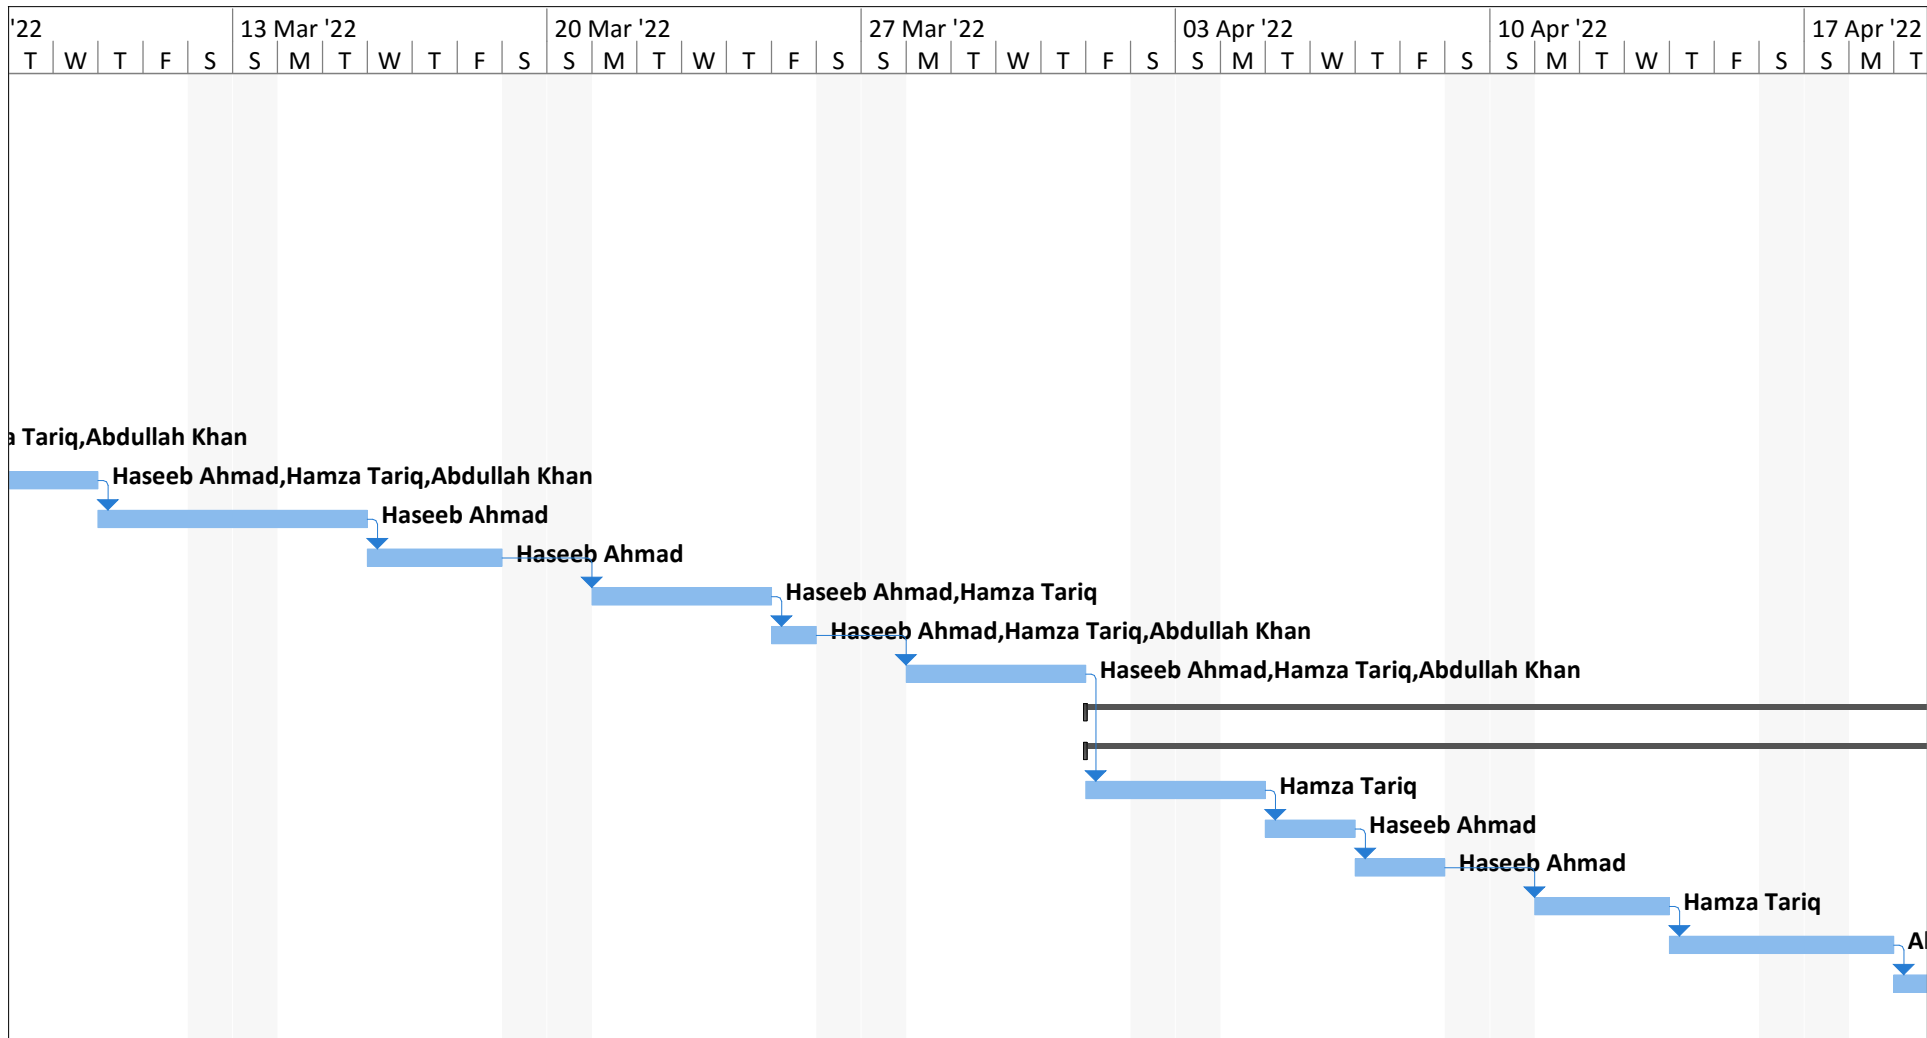 '22 13 Mar '22 20 Mar '22 27 Mar '22 03 Apr '22 10 Apr '22 17 Apr '22
T W T F S S M T W T F S S M T W T F S S M T W T F S S M T W T F S S M T W T F S S M T
Tariq,Abdullah Khan
Haseeb Ahmad,Hamza Tariq,Abdullah Khan
Haseeb Ahmad
Haseeb Ahmad
Haseeb Ahmad,Hamza Tariq
Haseeb Ahmad,Hamza Tariq,Abdullah Khan
Haseeb Ahmad,Hamza Tariq,Abdullah Khan
Hamza Tariq
Haseeb Ahmad
Haseeb Ahmad
Hamza Tariq